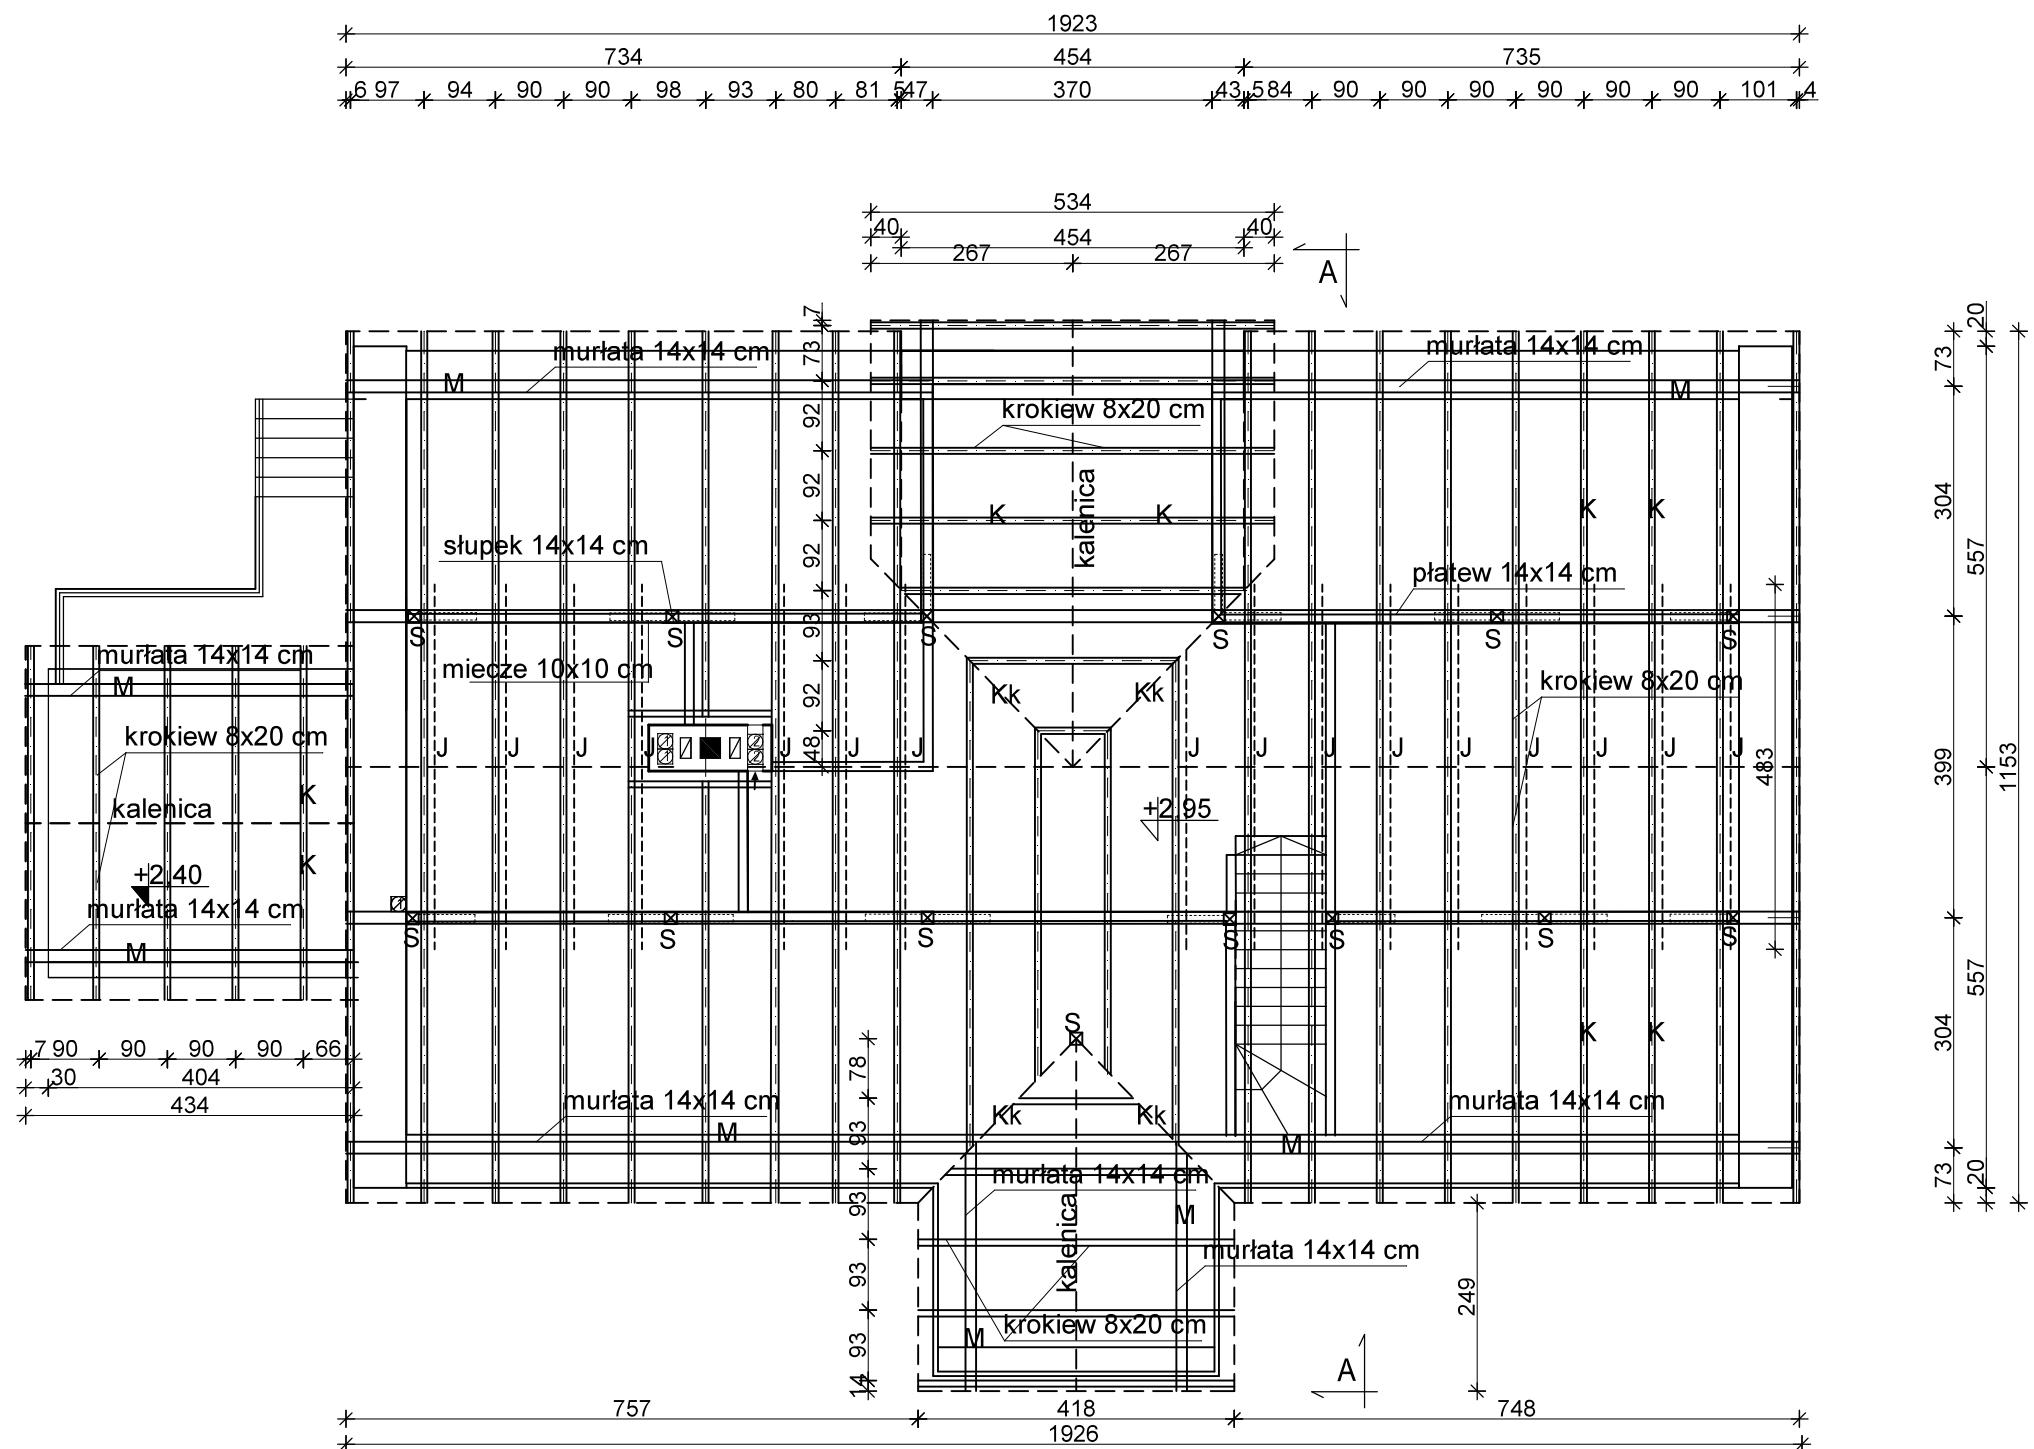 1923
734 454 735
6 97 94 90 90 98 93 80 81 5 47 370 43 5 84 90 90 90 90 90 90 101 4
534
40 454 40
267 267
A
7
73
92
92
92
93
92
48
murłata 14x14 cm
M
murłata 14x14 cm
M
krokiew 8x20 cm
K K
kalenica
K K
słupek 14x14 cm
płatew 14x14 cm
S S S S S S
miecze 10x10 cm
murłata 14x14 cm
M
krokiew 8x20 cm
kalenica
K
K
+2,40
murłata 14x14 cm
M
Kk Kk
krokiew 8x20 cm
J J J J J J J J J J J J J J J J
+2,95
483
S S S S S S S
S
K K
20
73
304
557
399
1153
304
557
73
20
7 90 90 90 90 66
30 404
434
78
93
93
93
93
14
murłata 14x14 cm
M
Kk Kk
murłata 14x14 cm
M
murłata 14x14 cm
M
kalenica
murłata 14x14 cm
krokiew 8x20 cm
M
249
A
757 418 748
1926